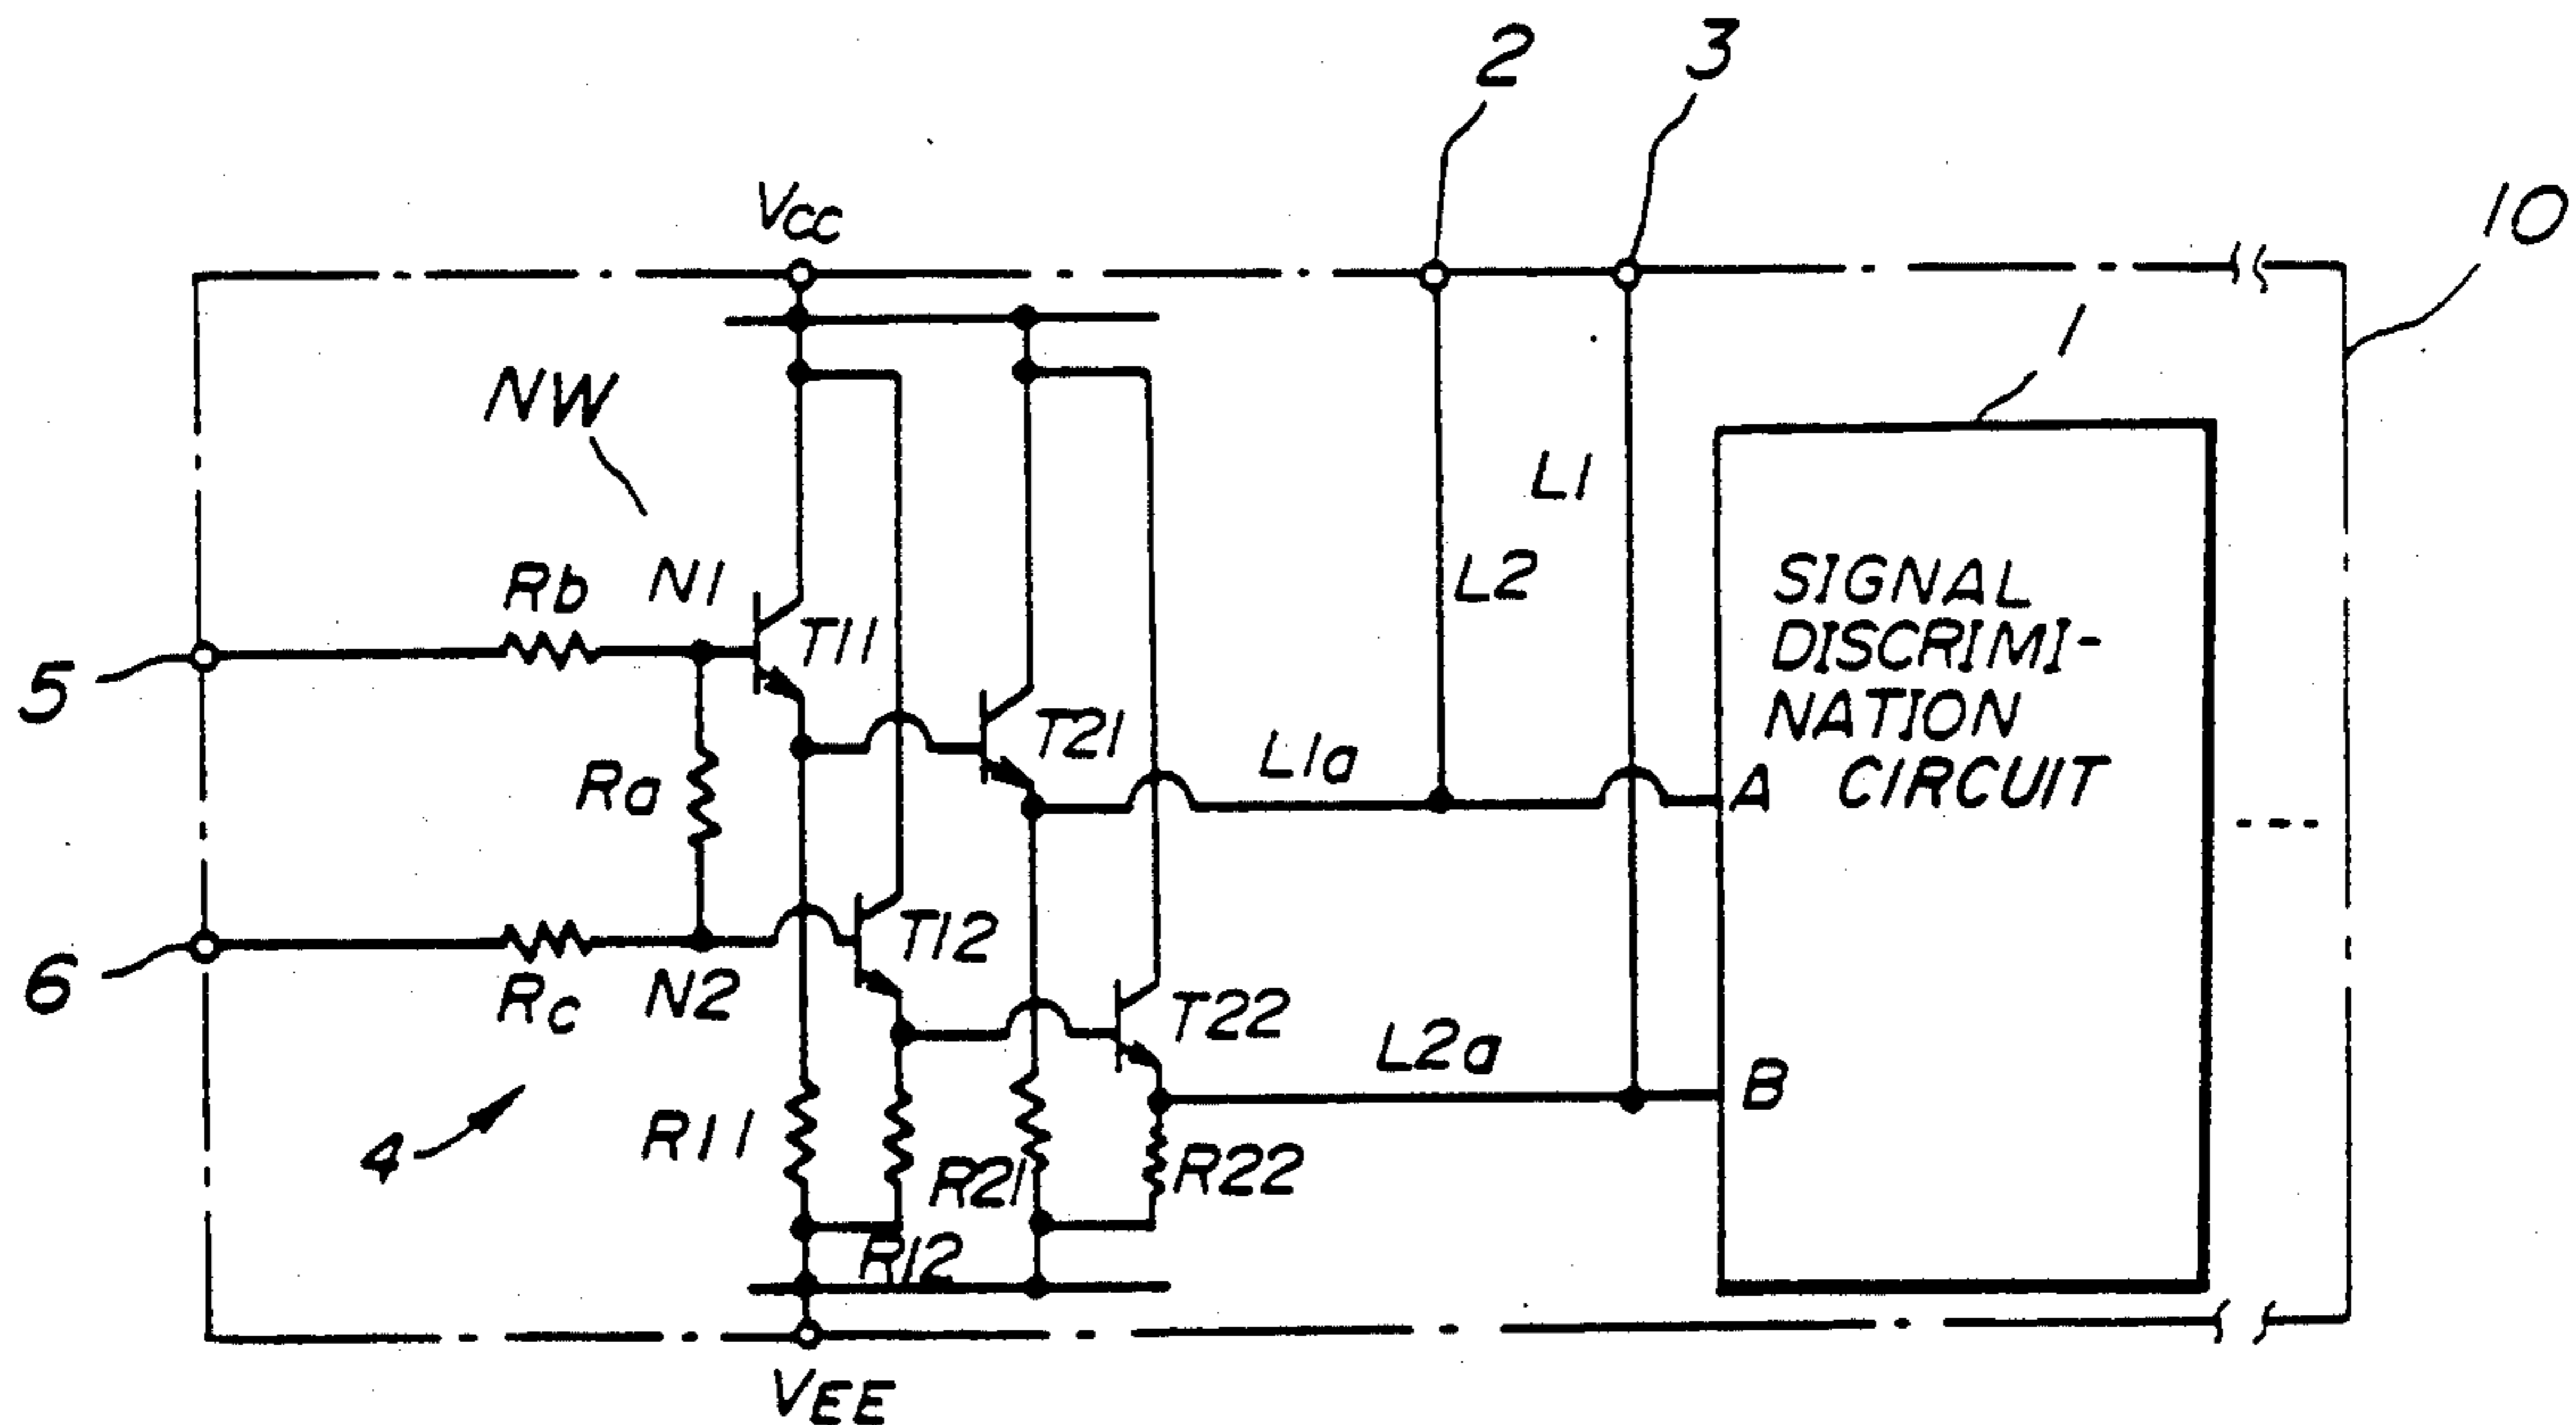 2
3
VCC
10
1
NW
L1
L2
SIGNAL
DISCRIMI-
NATION
CIRCUIT
Rb
N1
T11
5
T21
L1a
Ra
A
T12
6
Rc
N2
T22
L2a
B
4
R11
R21
R22
R12
VEE